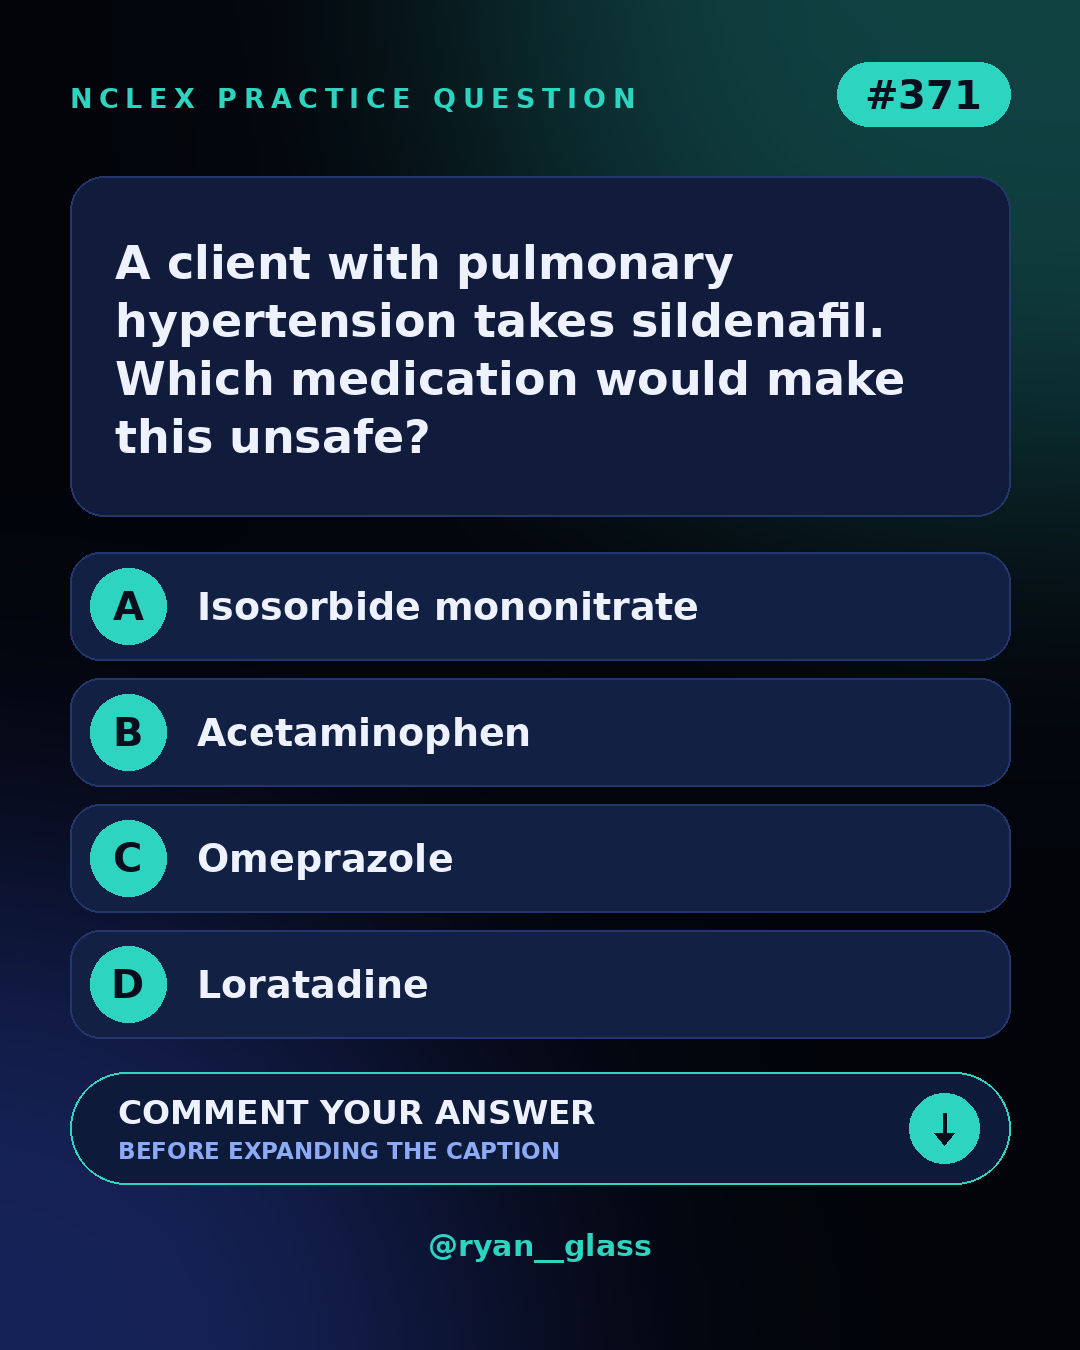 NCLEX PRACTICE QUESTION
#371
A client with pulmonary
hypertension takes sildenafil.
Which medication would make
this unsafe?
A Isosorbide mononitrate
B Acetaminophen
C Omeprazole
D Loratadine
COMMENT YOUR ANSWER
BEFORE EXPANDING THE CAPTION
@ryan__glass